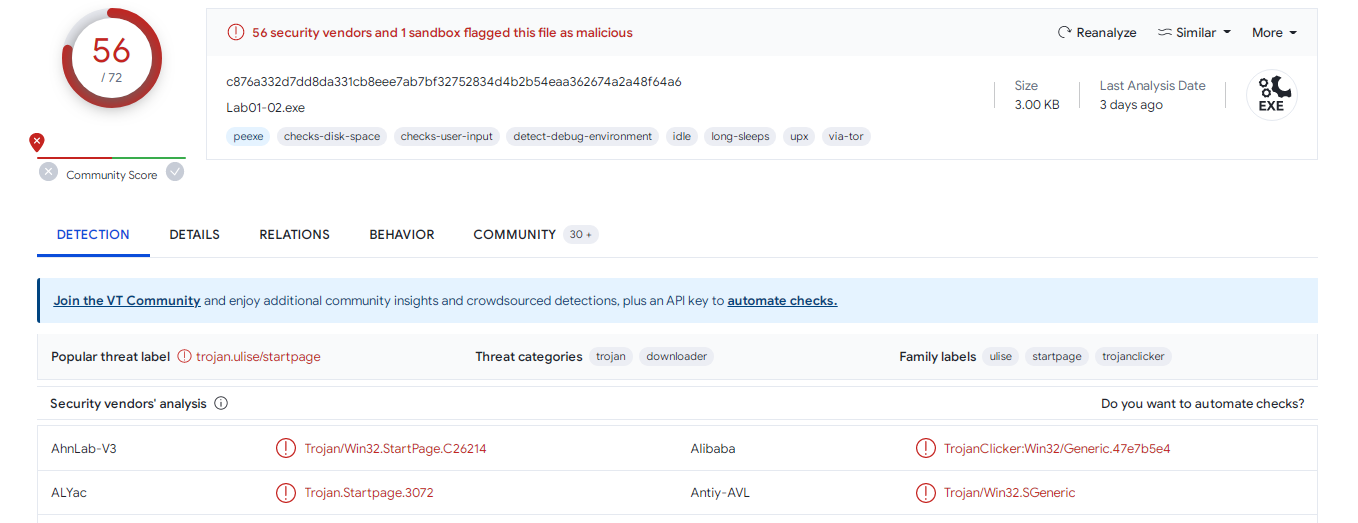 56
/ 72
Community Score
56 security vendors and 1 sandbox flagged this file as malicious
Reanalyze
Similar
More
c876a332d7dd8da331cb8eee7ab7bf32752834d4b2b54eaa362674a2a48f64a6
Lab01-02.exe
peexe checks-disk-space checks-user-input detect-debug-environment idle long-sleeps upx via-tor
Size
3.00 KB
Last Analysis Date
3 days ago
EXE
DETECTION DETAILS RELATIONS BEHAVIOR COMMUNITY 30 +
Join the VT Community and enjoy additional community insights and crowdsourced detections, plus an API key to automate checks.
Popular threat label trojan.ulise/startpage Threat categories trojan downloader Family labels ulise startpage trojanclicker
Security vendors' analysis Do you want to automate checks?
AhnLab-V3 Trojan/Win32.StartPage.C26214 Alibaba TrojanClicker:Win32/Generic.47e7b5e4
ALYac Trojan.Startpage.3072 Antiy-AVL Trojan/Win32.SGeneric